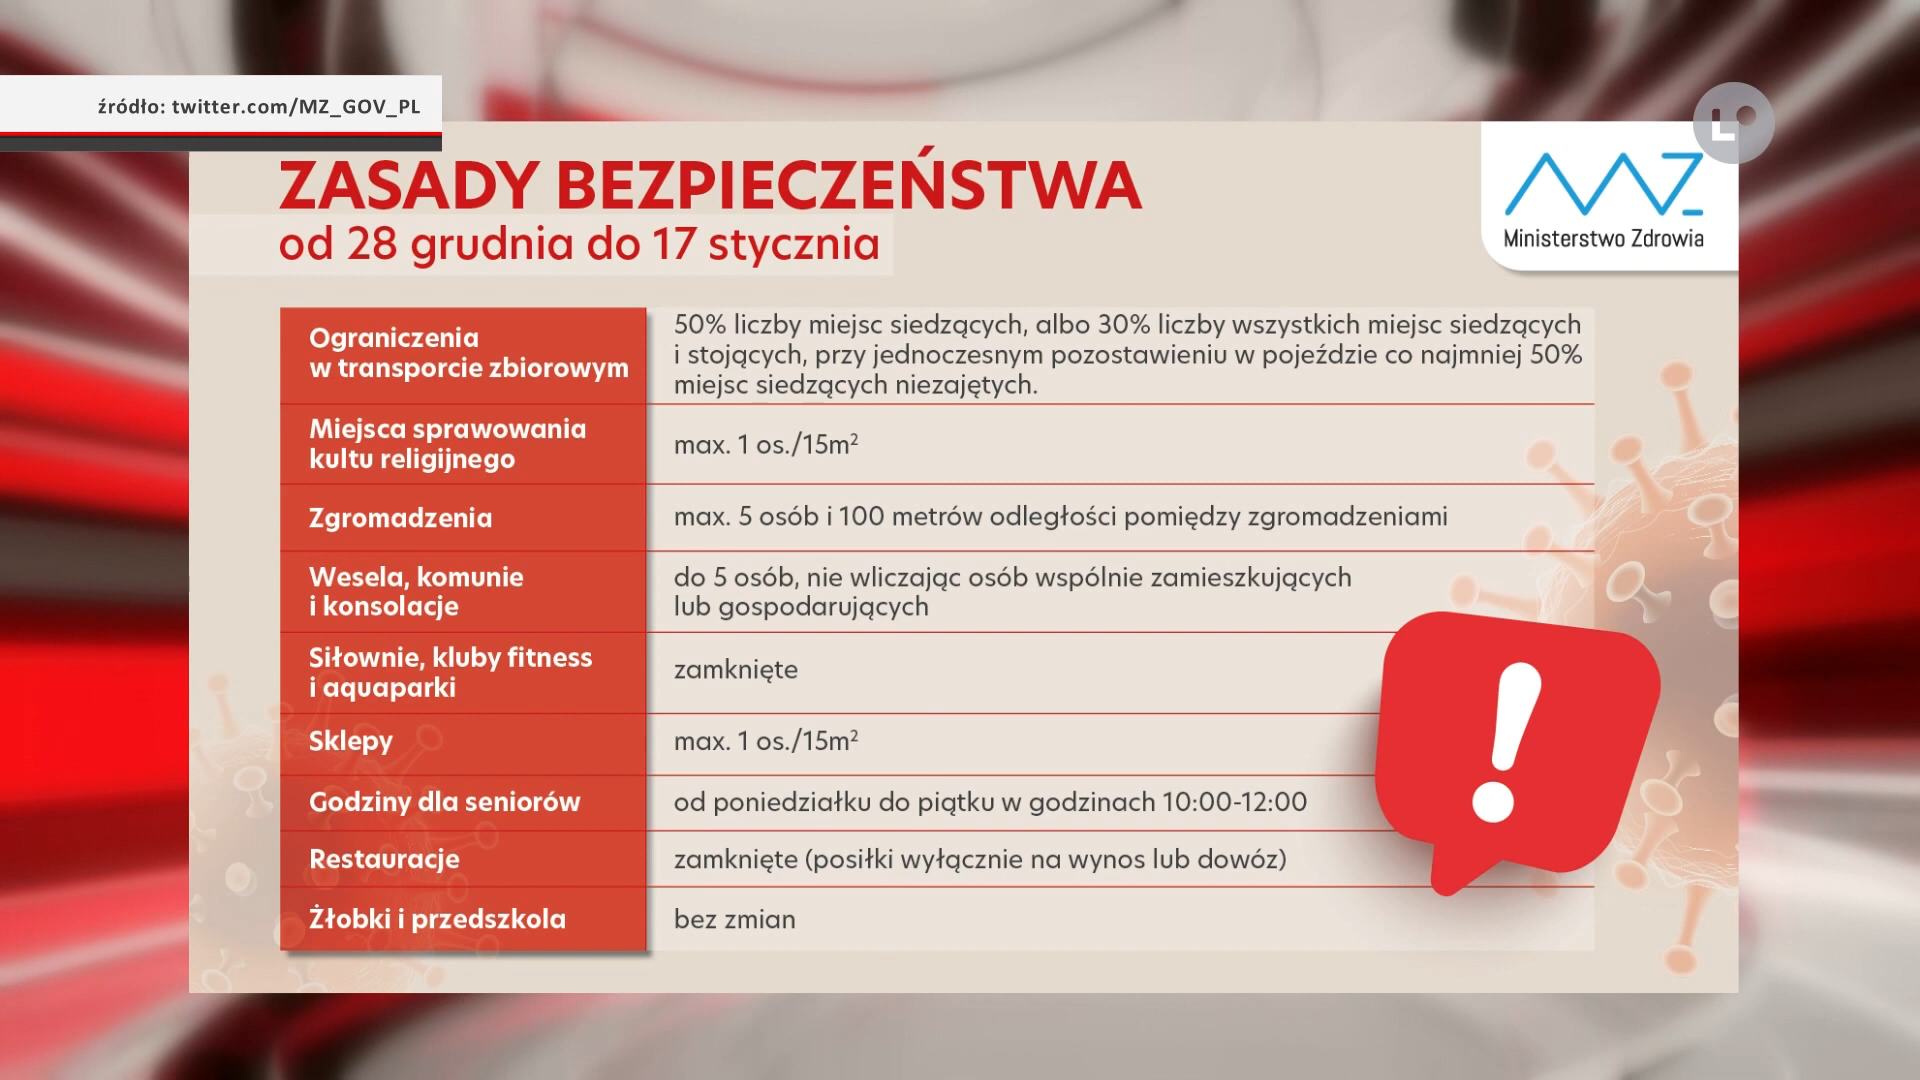 źródło: twitter.com/MZ_GOV_PL
ZASADY BEZPIECZEŃSTWA
od 28 grudnia do 17 stycznia
Ministerstwo Zdrowia
Ograniczenia
w transporcie zbiorowym
50% liczby miejsc siedzących, albo 30% liczby wszystkich miejsc siedzących
i stojących, przy jednoczesnym pozostawieniu w pojeździe co najmniej 50%
miejsc siedzących niezajętych.
Miejsca sprawowania
kultu religijnego
max. 1 os./15m²
Zgromadzenia
max. 5 osób i 100 metrów odległości pomiędzy zgromadzeniami
Wesela, komunie
i konsolacje
do 5 osób, nie wliczając osób wspólnie zamieszkujących
lub gospodarujących
Siłownie, kluby fitness
i aquaparki
zamknięte
Sklepy
max. 1 os./15m²
Godziny dla seniorów
od poniedziałku do piątku w godzinach 10:00-12:00
Restauracje
zamknięte (posiłki wyłącznie na wynos lub dowóz)
Żłobki i przedszkola
bez zmian